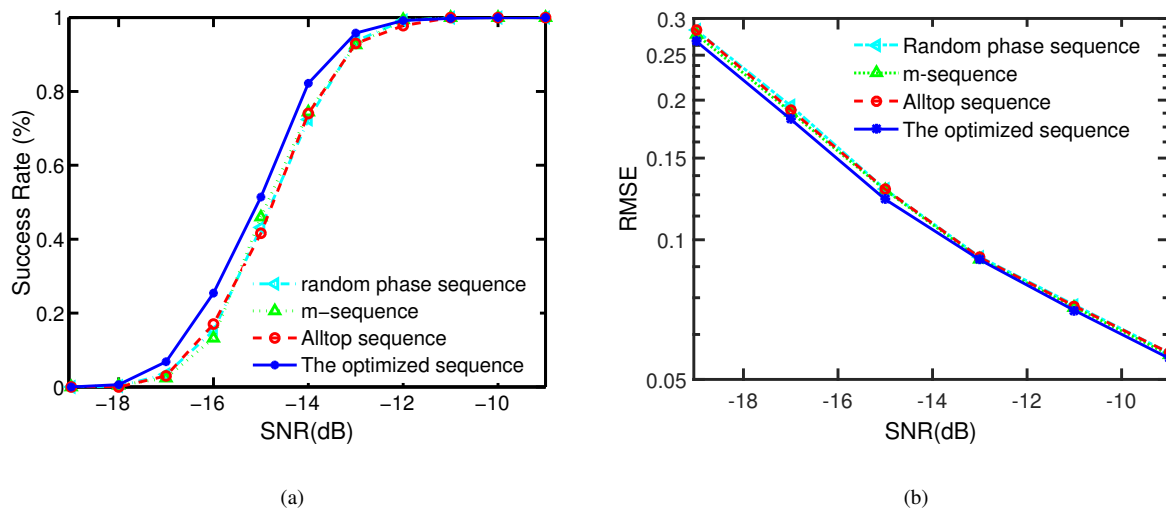 1
0.8
0.6
0.4
0.2
0
Success Rate (%)
random phase sequence
m−sequence
Alltop sequence
The optimized sequence
−18 −16 −14 −12 −10
SNR(dB)
(a)
0.3
0.25
0.2
0.15
0.1
0.05
RMSE
Random phase sequence
m-sequence
Alltop sequence
The optimized sequence
-18 -16 -14 -12 -10
SNR(dB)
(b)